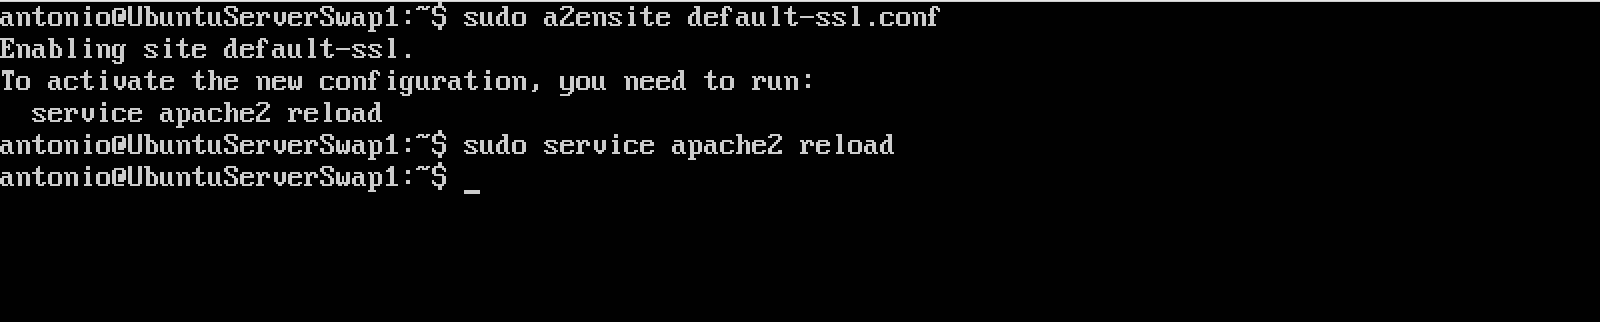 antonio@UbuntuServerSwap1:~$ sudo a2ensite default-ssl.conf
Enabling site default-ssl.
To activate the new configuration, you need to run:
  service apache2 reload
antonio@UbuntuServerSwap1:~$ sudo service apache2 reload
antonio@UbuntuServerSwap1:~$ _